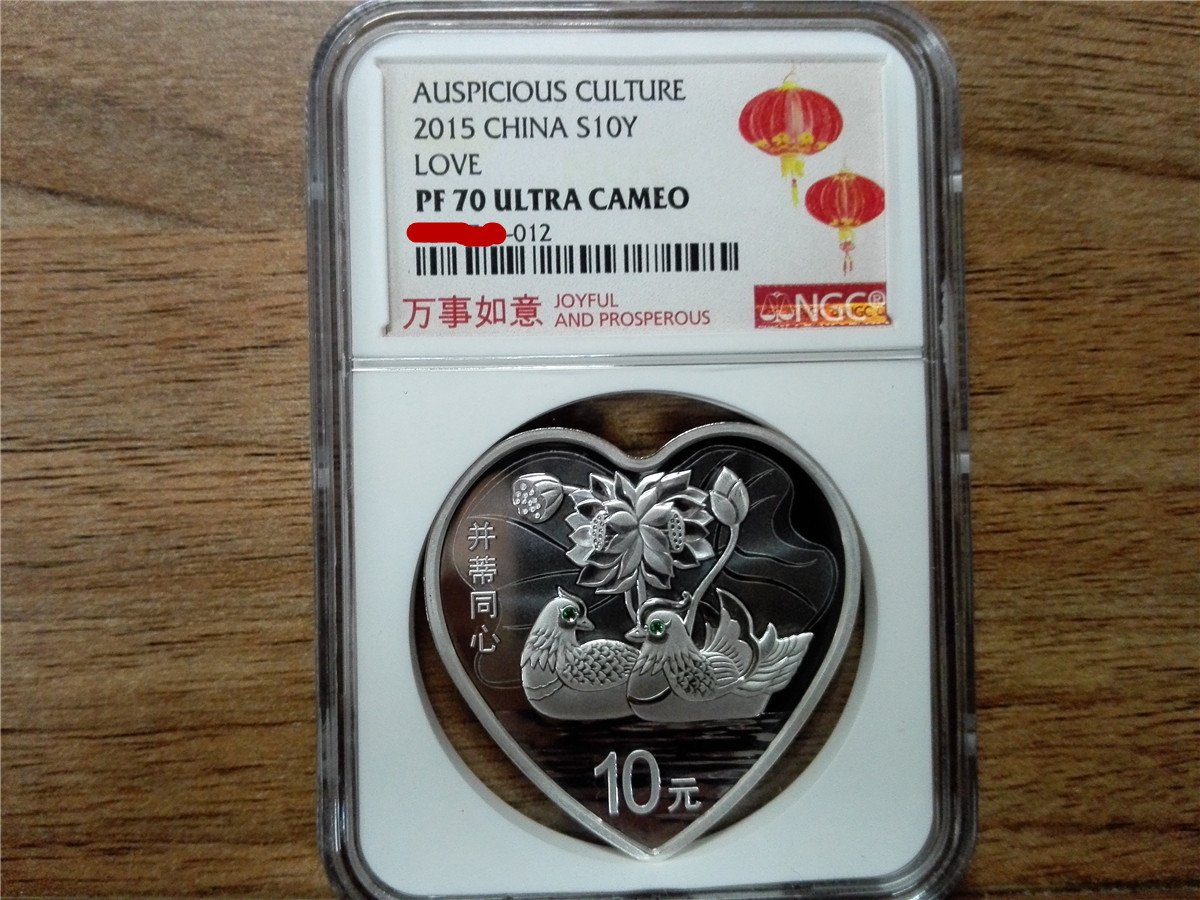 AUSPICIOUS CULTURE
2015 CHINA S10Y
LOVE
PF 70 ULTRA CAMEO
-012
万事如意
JOYFUL
AND PROSPEROUS
NGC®
并蒂同心
10元